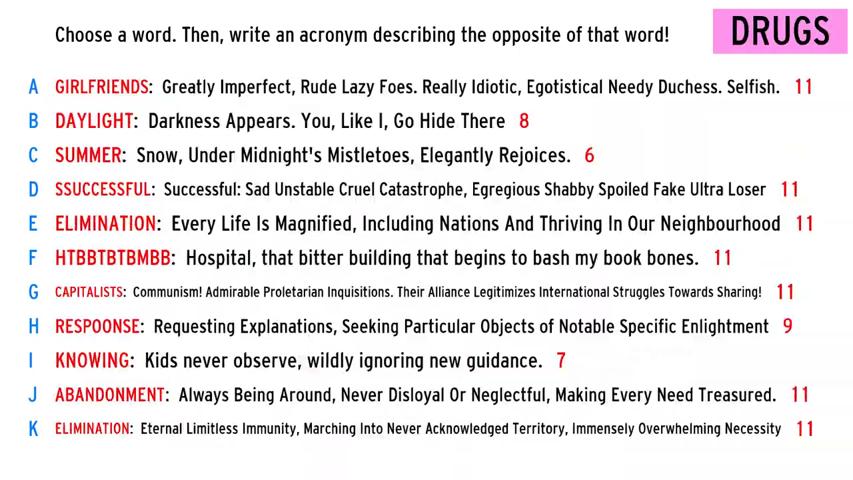 Choose a word. Then, write an acronym describing the opposite of that word!
DRUGS
A GIRLFRIENDS: Greatly Imperfect, Rude Lazy Foes. Really Idiotic, Egotistical Needy Duchess. Selfish. 11
B DAYLIGHT: Darkness Appears. You, Like I, Go Hide There 8
C SUMMER: Snow, Under Midnight's Mistletoes, Elegantly Rejoices. 6
D SSUCCESSFUL: Successful: Sad Unstable Cruel Catastrophe, Egregious Shabby Spoiled Fake Ultra Loser 11
E ELIMINATION: Every Life Is Magnified, Including Nations And Thriving In Our Neighbourhood 11
F HTBBTBTBMBB: Hospital, that bitter building that begins to bash my book bones. 11
G CAPITALISTS: Communism! Admirable Proletarian Inquisitions. Their Alliance Legitimizes International Struggles Towards Sharing! 11
H RESPOONSE: Requesting Explanations, Seeking Particular Objects of Notable Specific Enlightment 9
I KNOWING: Kids never observe, wildly ignoring new guidance. 7
J ABANDONMENT: Always Being Around, Never Disloyal Or Neglectful, Making Every Need Treasured. 11
K ELIMINATION: Eternal Limitless Immunity, Marching Into Never Acknowledged Territory, Immensely Overwhelming Necessity 11